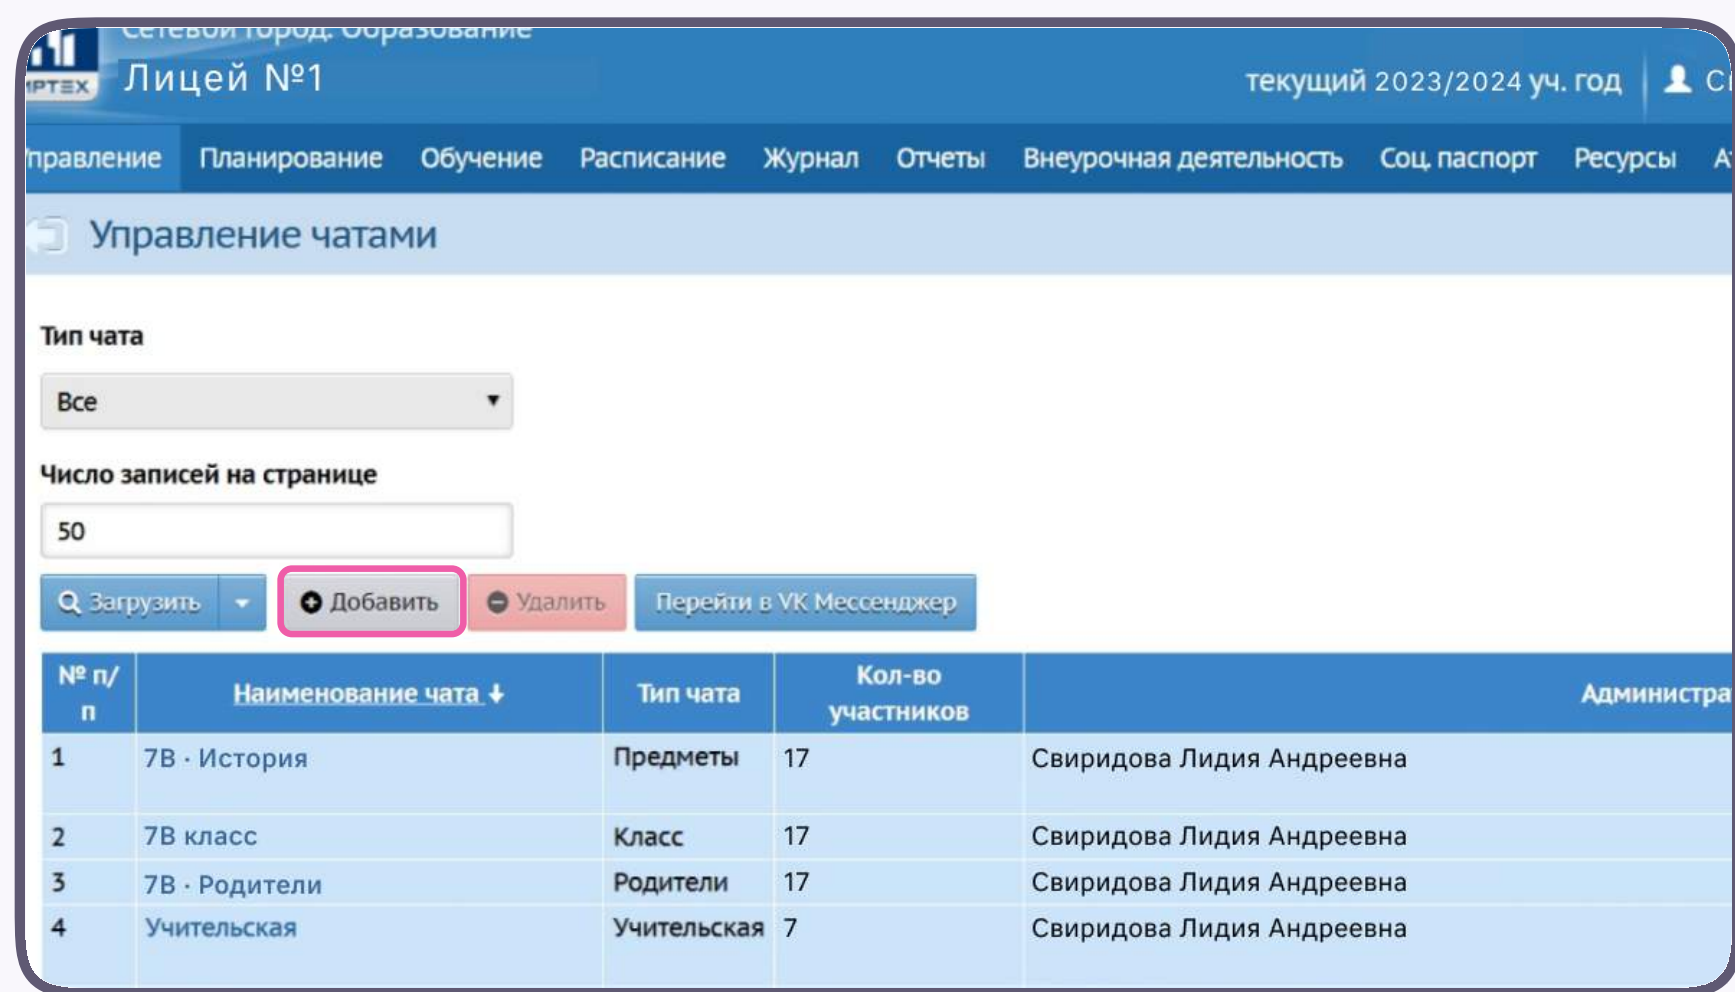 Сетевой город. Образование
Лицей №1
текущий 2023/2024 уч. год
Планирование Обучение Расписание Журнал Отчеты Внеурочная деятельность Соц. паспорт Ресурсы
Управление чатами
Тип чата
Все
Число записей на странице
50
Загрузить Добавить Удалить Перейти в VK Мессенджер
№ п/п Наименование чата Тип чата Кол-во участников
1 7В · История Предметы 17 Свиридова Лидия Андреевна
2 7В класс Класс 17 Свиридова Лидия Андреевна
3 7В · Родители Родители 17 Свиридова Лидия Андреевна
4 Учительская Учительская 7 Свиридова Лидия Андреевна